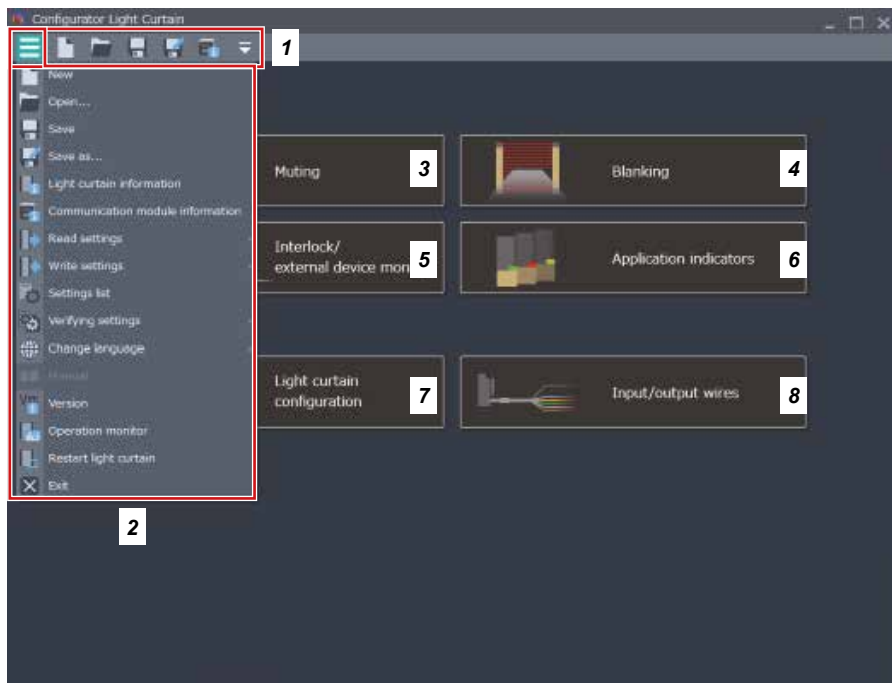 Configurator Light Curtain
1
New
Open...
Save
Save as...
Light curtain information
Communication module information
Read settings
Write settings
Settings list
Verifying settings
Change language
Manual
Version
Operation monitor
Restart light curtain
Exit
2
Muting
3
Blanking
4
Interlock/
external device mon
5
Application indicators
6
Light curtain
configuration
7
Input/output wires
8